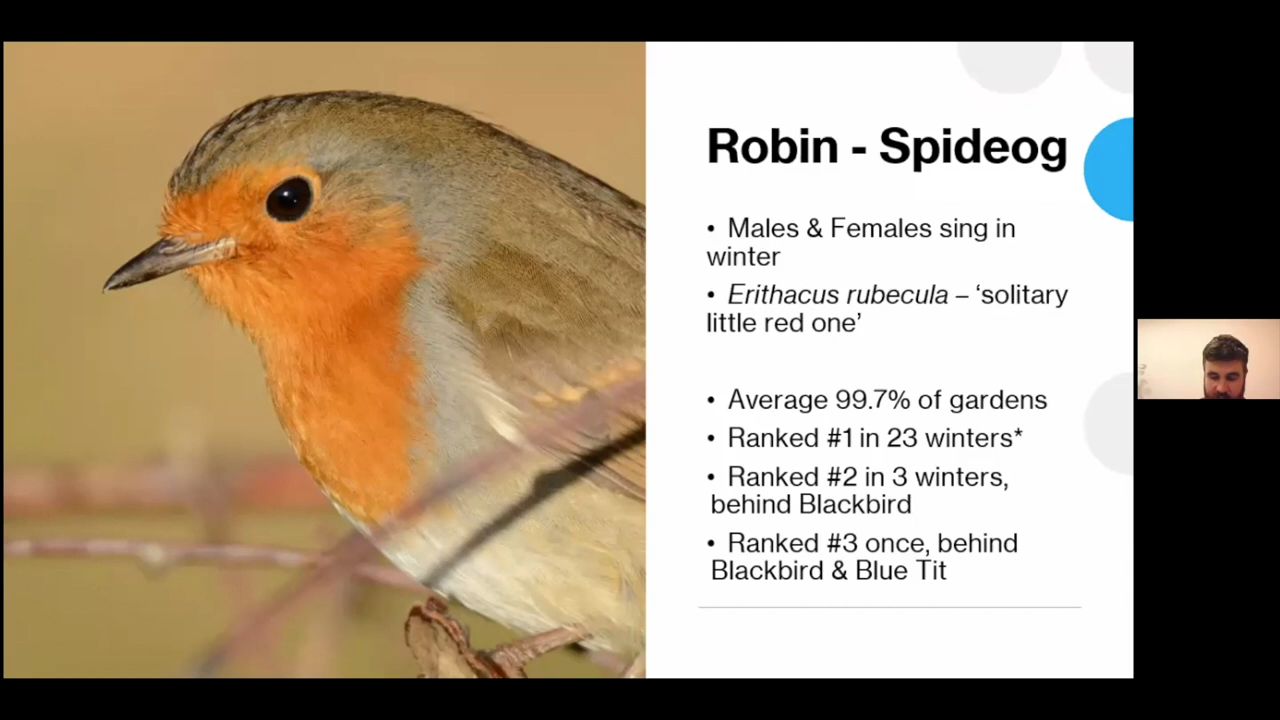 Robin - Spideog
• Males & Females sing in
winter
• Erithacus rubecula – ‘solitary
little red one’
• Average 99.7% of gardens
• Ranked #1 in 23 winters*
• Ranked #2 in 3 winters,
behind Blackbird
• Ranked #3 once, behind
Blackbird & Blue Tit